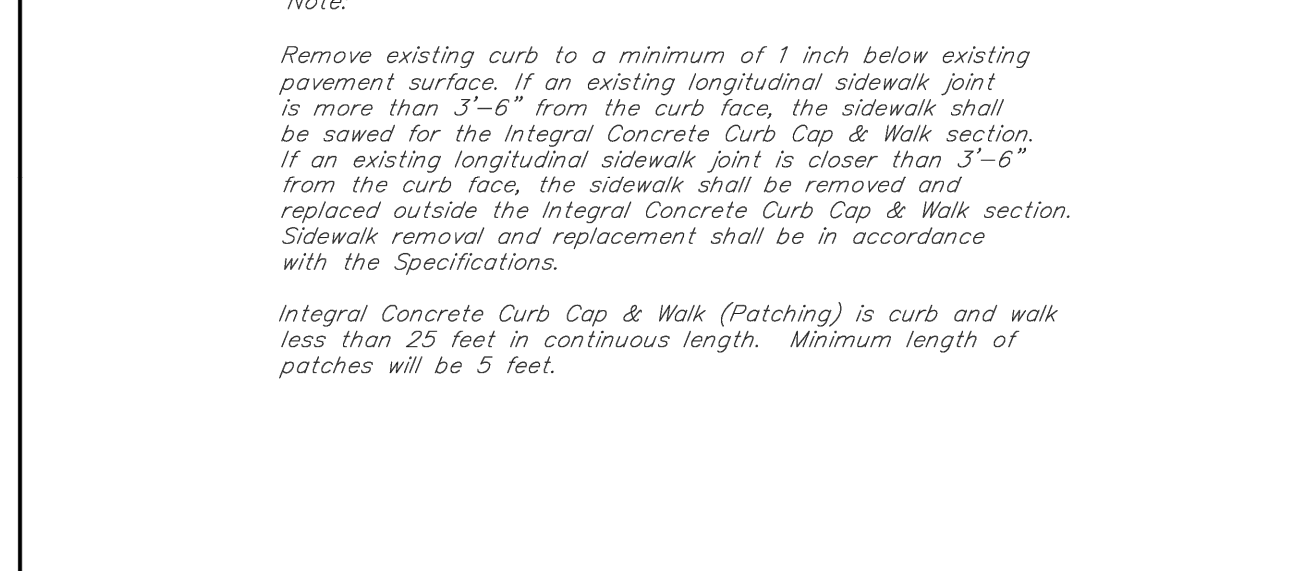 Note:
Remove existing curb to a minimum of 1 inch below existing
pavement surface. If an existing longitudinal sidewalk joint
is more than 3'–6" from the curb face, the sidewalk shall
be sawed for the Integral Concrete Curb Cap & Walk section.
If an existing longitudinal sidewalk joint is closer than 3'–6"
from the curb face, the sidewalk shall be removed and
replaced outside the Integral Concrete Curb Cap & Walk section.
Sidewalk removal and replacement shall be in accordance
with the Specifications.
Integral Concrete Curb Cap & Walk (Patching) is curb and walk
less than 25 feet in continuous length.  Minimum length of
patches will be 5 feet.